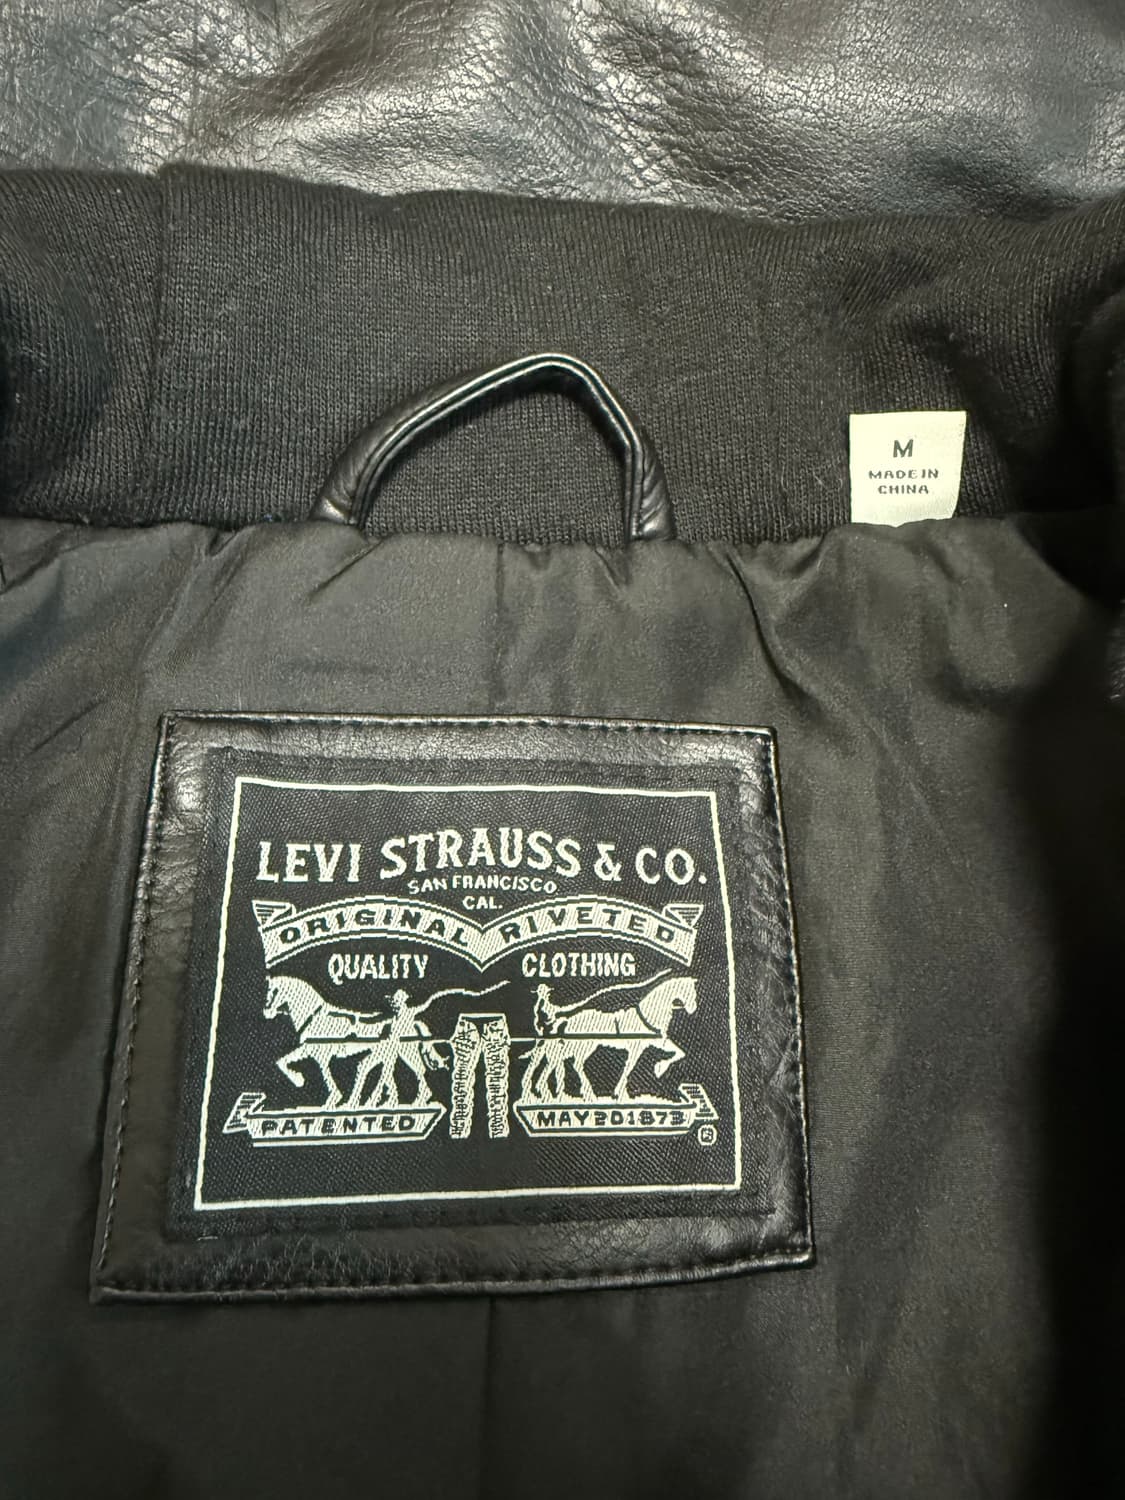 M
MADE IN
CHINA
LEVI STRAUSS & CO.
SAN FRANCISCO
CAL.
ORIGINAL RIVETED
QUALITY CLOTHING
PATENTED MAY 20 1873
®